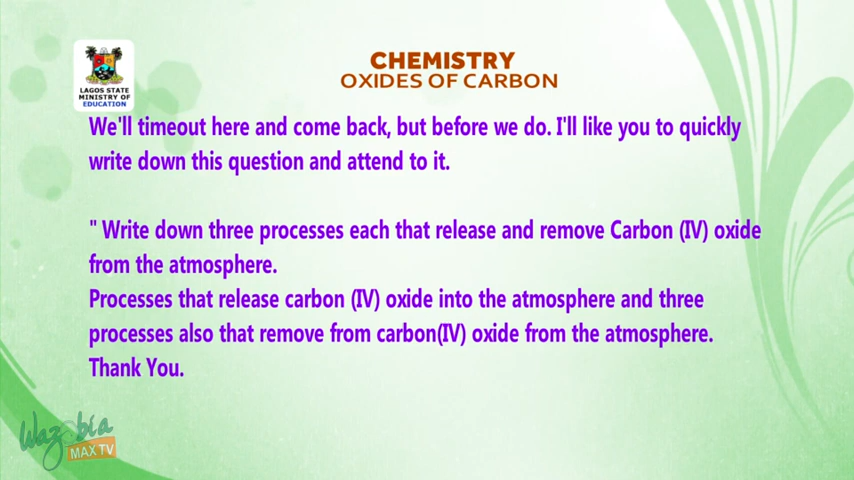 LAGOS STATE
MINISTRY OF
EDUCATION
CHEMISTRY
OXIDES OF CARBON
We'll timeout here and come back, but before we do. I'll like you to quickly
write down this question and attend to it.
" Write down three processes each that release and remove Carbon (IV) oxide
from the atmosphere.
Processes that release carbon (IV) oxide into the atmosphere and three
processes also that remove from carbon(IV) oxide from the atmosphere.
Thank You.
Wazobia
MAX TV